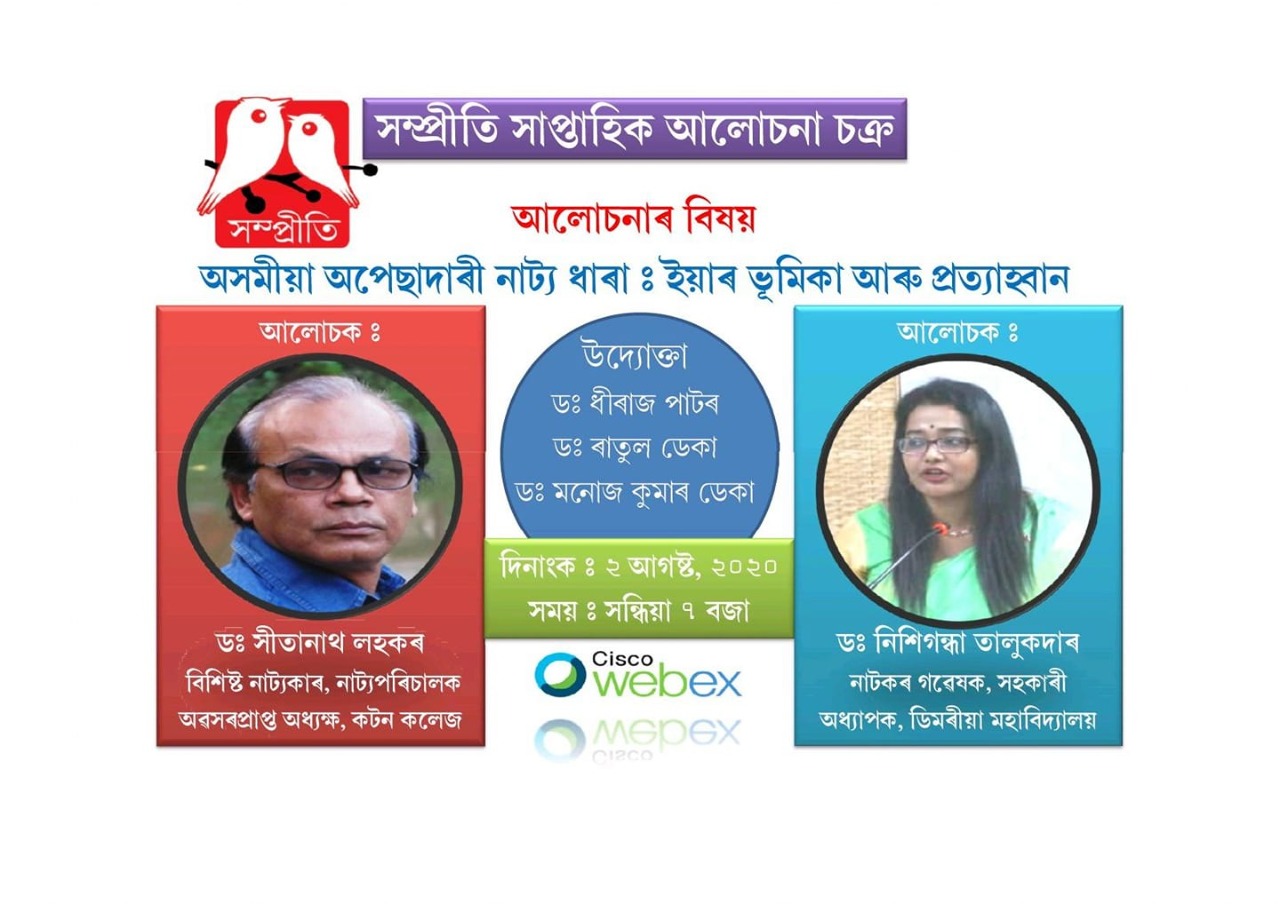 সম্প্ৰীতি সাপ্তাহিক আলোচনা চক্ৰ
সম্প্ৰীতি
আলোচনাৰ বিষয়
অসমীয়া অপেছাদাৰী নাট্য ধাৰা ঃ ইয়াৰ ভূমিকা আৰু প্ৰত্যাহ্বান
আলোচক ঃ
ডঃ সীতানাথ লহকৰ
বিশিষ্ট নাট্যকাৰ, নাট্যপৰিচালক
অৱসৰপ্ৰাপ্ত অধ্যক্ষ, কটন কলেজ
উদ্যোক্তা
ডঃ ধীৰাজ পাটৰ
ডঃ ৰাতুল ডেকা
ডঃ মনোজ কুমাৰ ডেকা
দিনাংক ঃ ২ আগষ্ট, ২০২০
সময় ঃ সন্ধিয়া ৭ বজা
Cisco
webex
আলোচক ঃ
ডঃ নিশিগন্ধা তালুকদাৰ
নাটকৰ গৱেষক, সহকাৰী
অধ্যাপক, ডিমৰীয়া মহাবিদ্যালয়